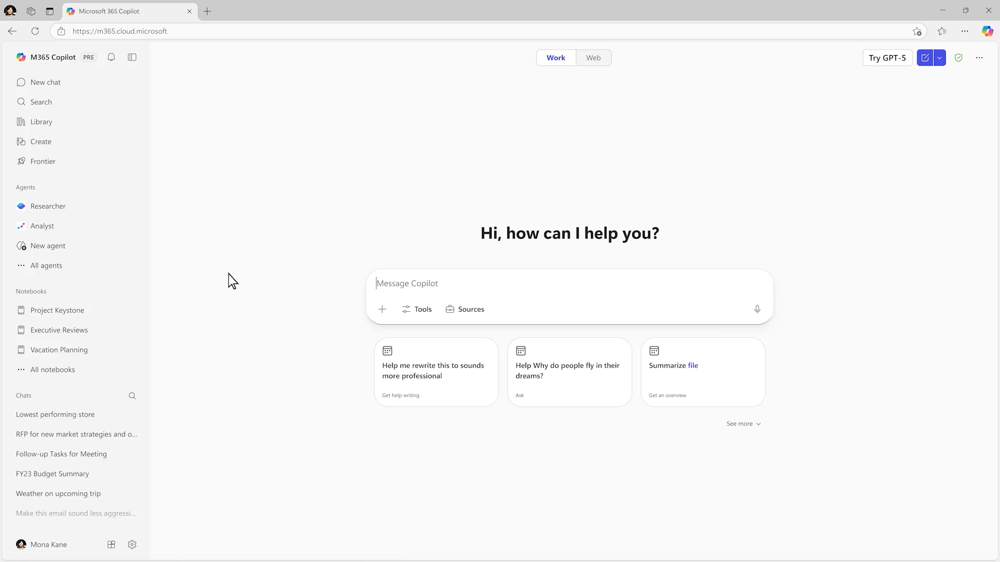 Microsoft 365 Copilot
https://m365.cloud.microsoft
M365 Copilot PRE
Work Web
Try GPT-5
New chat
Search
Library
Create
Frontier
Agents
Researcher
Analyst
New agent
All agents
Notebooks
Project Keystone
Executive Reviews
Vacation Planning
All notebooks
Chats
Lowest performing store
RFP for new market strategies and o...
Follow-up Tasks for Meeting
FY23 Budget Summary
Weather on upcoming trip
Make this email sound less aggressi...
Mona Kane
Hi, how can I help you?
Message Copilot
Tools Sources
Help me rewrite this to sounds
more professional
Get help writing
Help Why do people fly in their
dreams?
Ask
Summarize file
Get an overview
See more